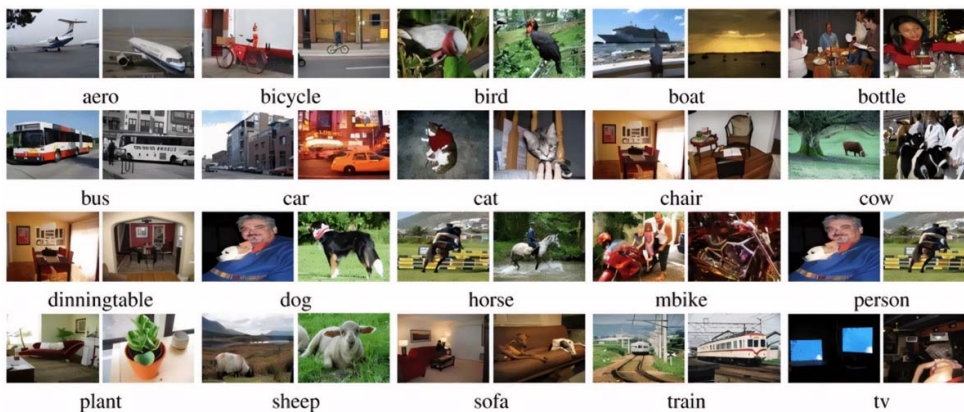 aero bicycle bird boat bottle
bus car cat chair cow
dinningtable dog horse mbike person
plant sheep sofa train tv